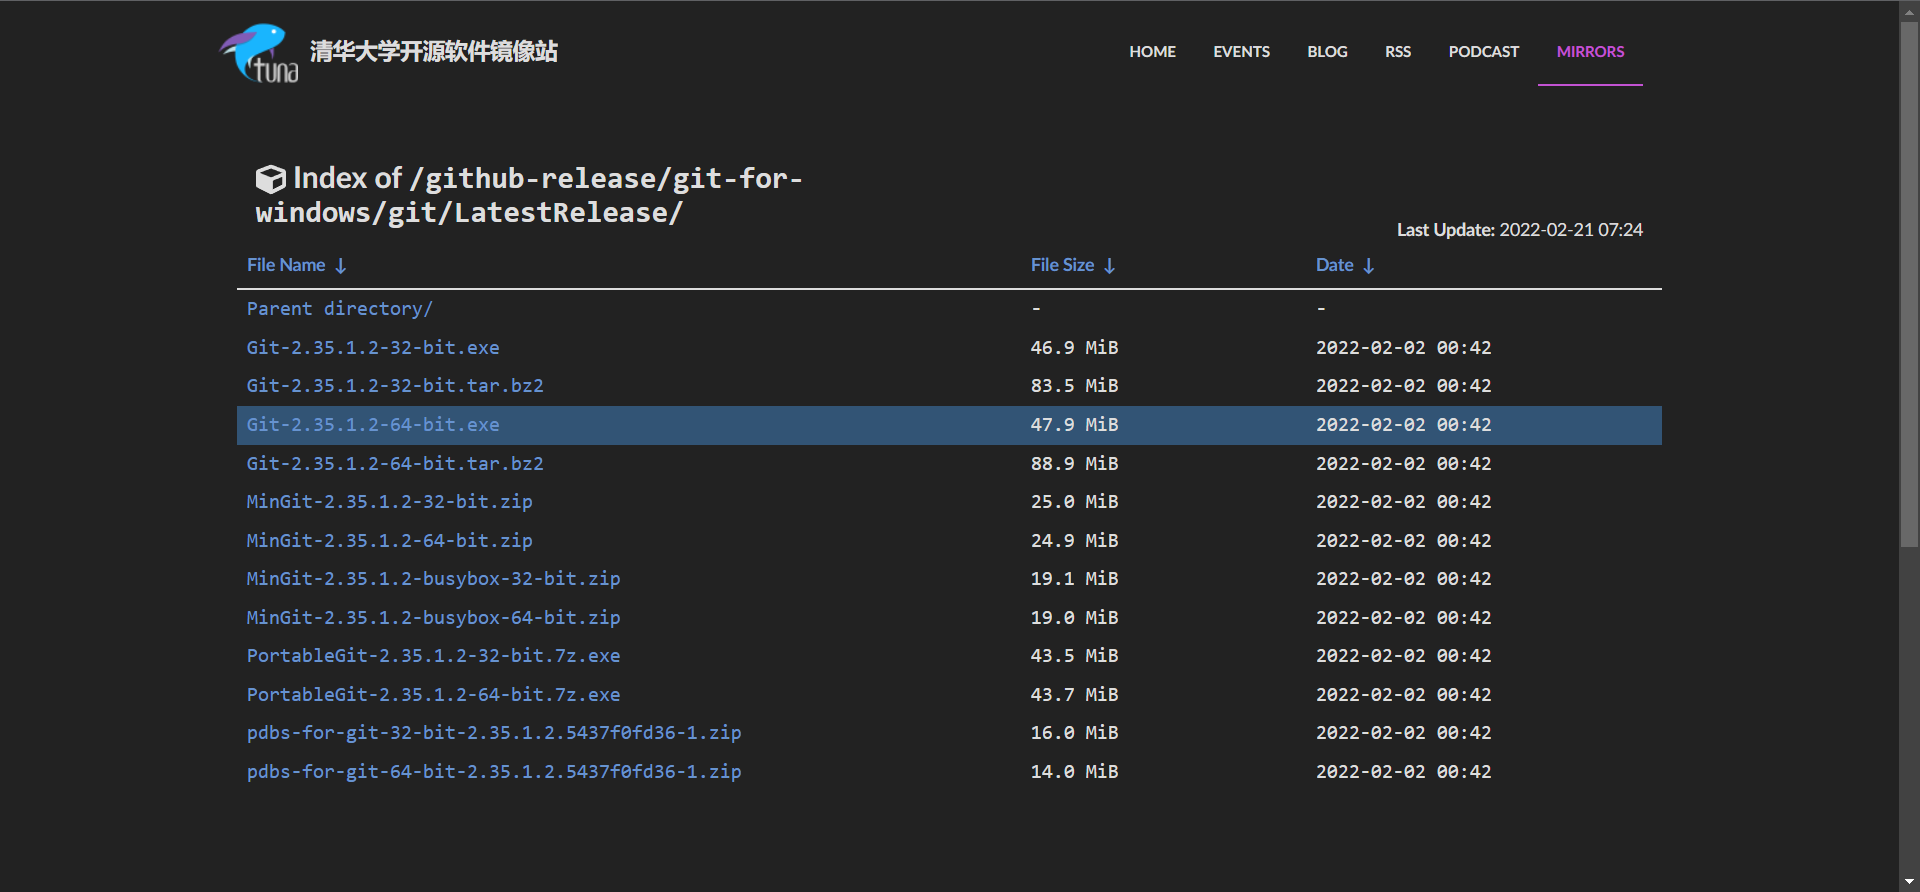 tuna 清华大学开源软件镜像站 HOME EVENTS BLOG RSS PODCAST MIRRORS
Index of /github-release/git-for-
windows/git/LatestRelease/
Last Update: 2022-02-21 07:24
File Name ↓ File Size ↓ Date ↓
Parent directory/ - -
Git-2.35.1.2-32-bit.exe 46.9 MiB 2022-02-02 00:42
Git-2.35.1.2-32-bit.tar.bz2 83.5 MiB 2022-02-02 00:42
Git-2.35.1.2-64-bit.exe 47.9 MiB 2022-02-02 00:42
Git-2.35.1.2-64-bit.tar.bz2 88.9 MiB 2022-02-02 00:42
MinGit-2.35.1.2-32-bit.zip 25.0 MiB 2022-02-02 00:42
MinGit-2.35.1.2-64-bit.zip 24.9 MiB 2022-02-02 00:42
MinGit-2.35.1.2-busybox-32-bit.zip 19.1 MiB 2022-02-02 00:42
MinGit-2.35.1.2-busybox-64-bit.zip 19.0 MiB 2022-02-02 00:42
PortableGit-2.35.1.2-32-bit.7z.exe 43.5 MiB 2022-02-02 00:42
PortableGit-2.35.1.2-64-bit.7z.exe 43.7 MiB 2022-02-02 00:42
pdbs-for-git-32-bit-2.35.1.2.5437f0fd36-1.zip 16.0 MiB 2022-02-02 00:42
pdbs-for-git-64-bit-2.35.1.2.5437f0fd36-1.zip 14.0 MiB 2022-02-02 00:42